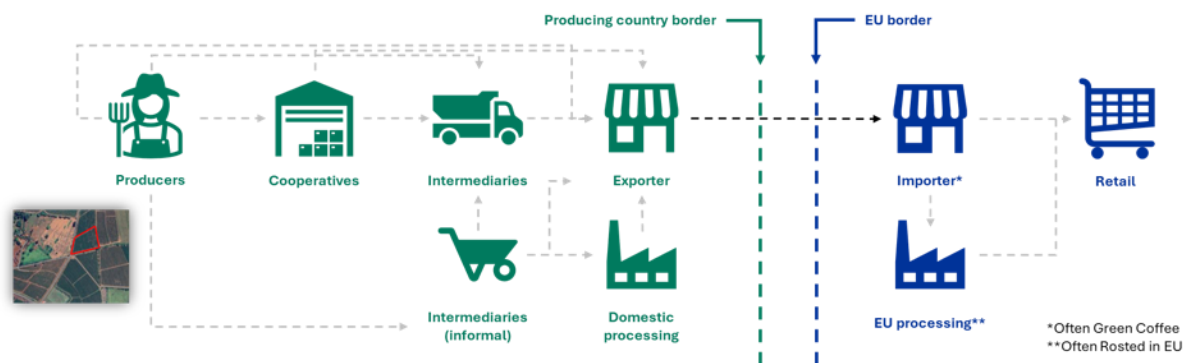 Producing country border
EU border
Producers
Cooperatives
Intermediaries
Exporter
Importer*
Retail
Intermediaries
(informal)
Domestic
processing
EU processing**
*Often Green Coffee
**Often Rosted in EU